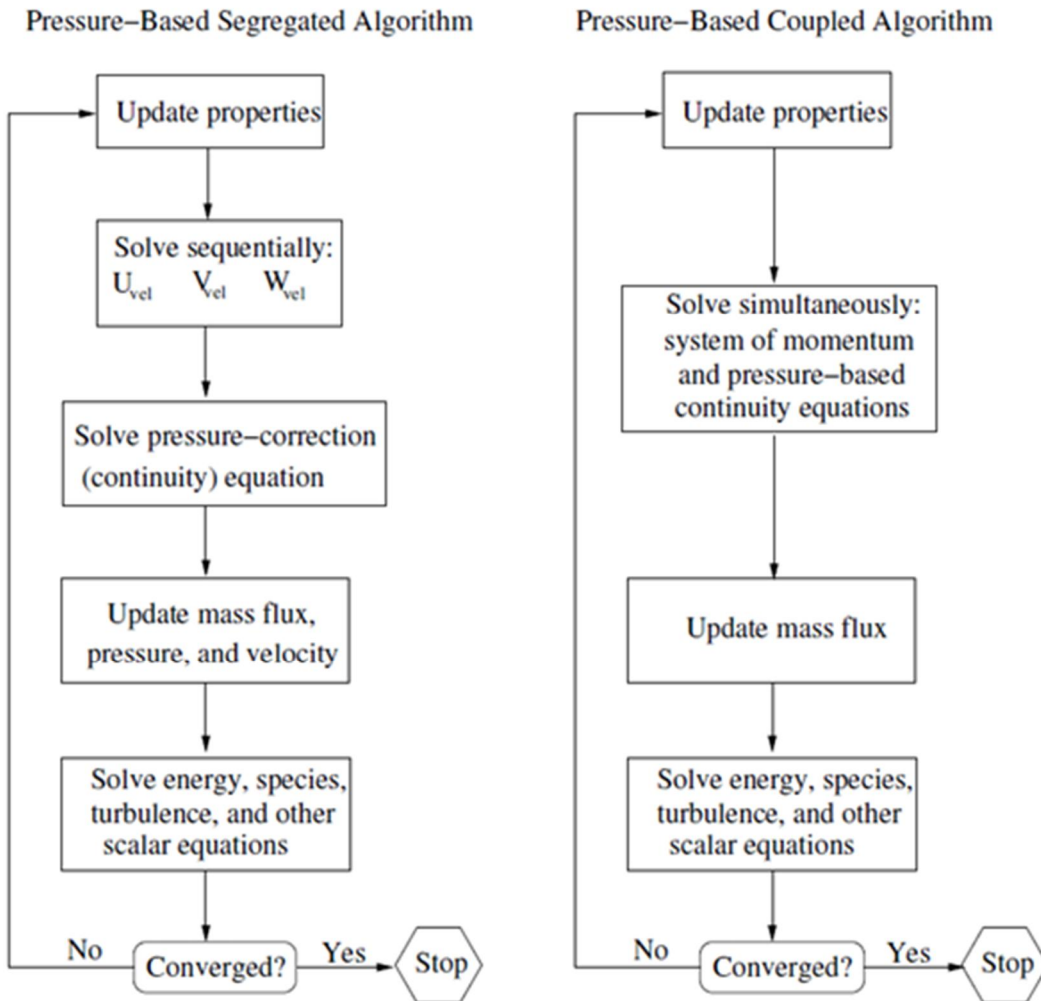 Pressure−Based Segregated Algorithm
Update properties
Solve sequentially:
U_vel V_vel W_vel
Solve pressure−correction
(continuity) equation
Update mass flux,
pressure, and velocity
Solve energy, species,
turbulence, and other
scalar equations
No
Converged?
Yes
Stop
Pressure−Based Coupled Algorithm
Update properties
Solve simultaneously:
system of momentum
and pressure−based
continuity equations
Update mass flux
Solve energy, species,
turbulence, and other
scalar equations
No
Converged?
Yes
Stop